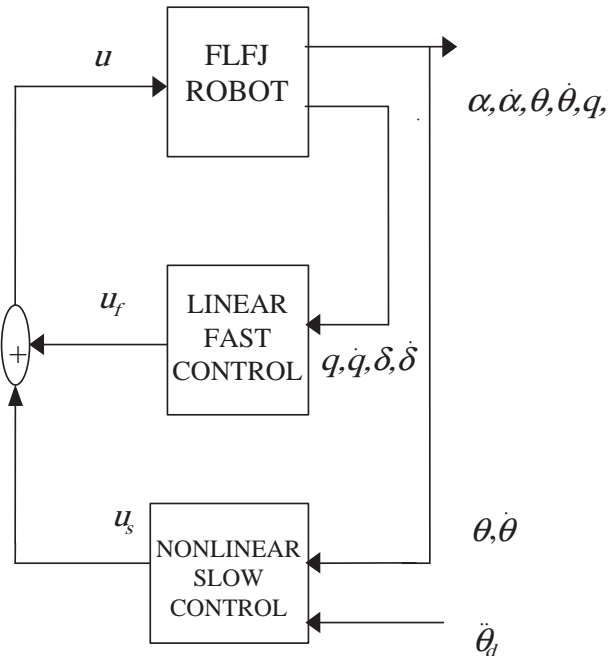 u
FLFJ
ROBOT
α,α̇,θ,θ̇,q,
u_f
LINEAR
FAST
CONTROL
q,q̇,δ,δ̇
+
u_s
NONLINEAR
SLOW
CONTROL
θ,θ̇
θ̈_d